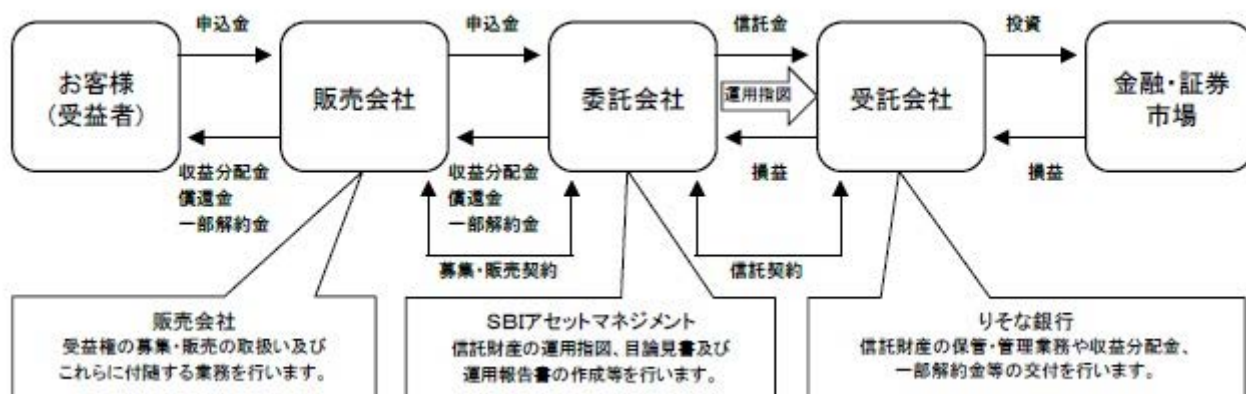 申込金
申込金
信託金
投資
お客様
(受益者)
販売会社
委託会社
運用指図
受託会社
金融・証券
市場
収益分配金
償還金
一部解約金
収益分配金
償還金
一部解約金
損益
損益
募集・販売契約
信託契約
販売会社
受益権の募集・販売の取扱い及び
これらに付随する業務を行います。
SBIアセットマネジメント
信託財産の運用指図、目論見書及び
運用報告書の作成等を行います。
りそな銀行
信託財産の保管・管理業務や収益分配金、
一部解約金等の交付を行います。